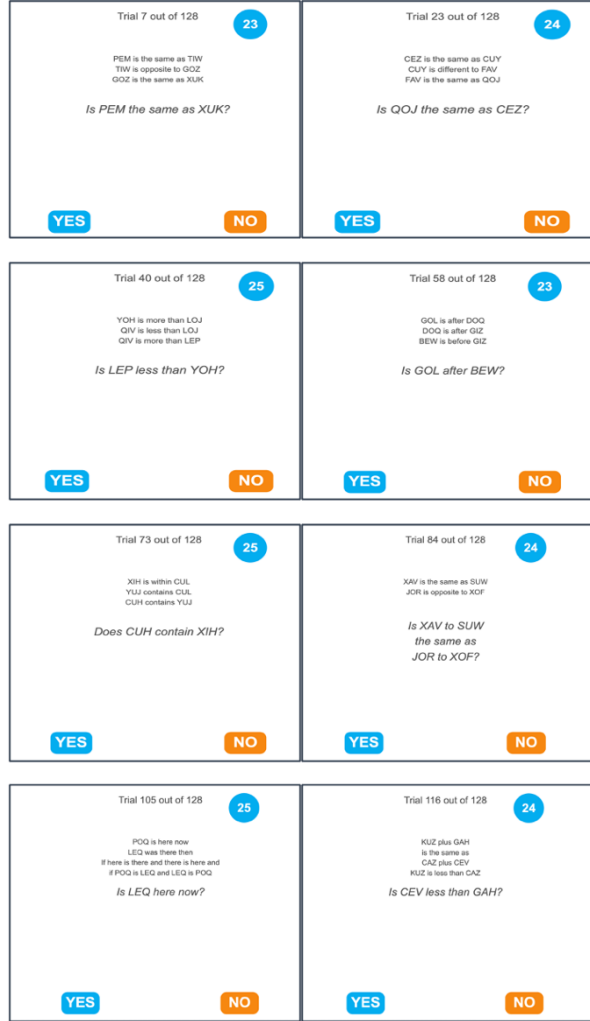 Trial 7 out of 128
23
PEM is the same as TIW
TIW is opposite to GOZ
GOZ is the same as XUK
Is PEM the same as XUK?
YES
NO
Trial 23 out of 128
24
CEZ is the same as CUY
CUY is different to FAV
FAV is the same as QOJ
Is QOJ the same as CEZ?
YES
NO
Trial 40 out of 128
25
YOH is more than LOJ
QIV is less than LOJ
QIV is more than LEP
Is LEP less than YOH?
YES
NO
Trial 58 out of 128
23
GOL is after DOQ
DOQ is after GIZ
BEW is before GIZ
Is GOL after BEW?
YES
NO
Trial 73 out of 128
25
XIH is within CUL
YUJ contains CUL
CUH contains YUJ
Does CUH contain XIH?
YES
NO
Trial 84 out of 128
24
XAV is the same as SUW
JOR is opposite to XOF
Is XAV to SUW
the same as
JOR to XOF?
YES
NO
Trial 105 out of 128
25
POQ is here now
LEQ was there then
If here is there and there is here and
if POQ is LEQ and LEQ is POQ
Is LEQ here now?
YES
NO
Trial 116 out of 128
24
KUZ plus GAH
is the same as
CAZ plus CEV
KUZ is less than CAZ
Is CEV less than GAH?
YES
NO